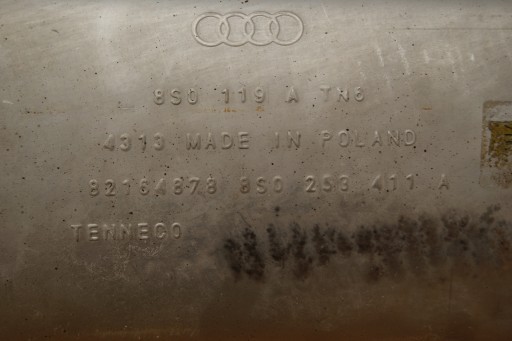 8S0 119 A TN6
4313 MADE IN POLAND
82164878 8S0 253 411 A
TENNECO